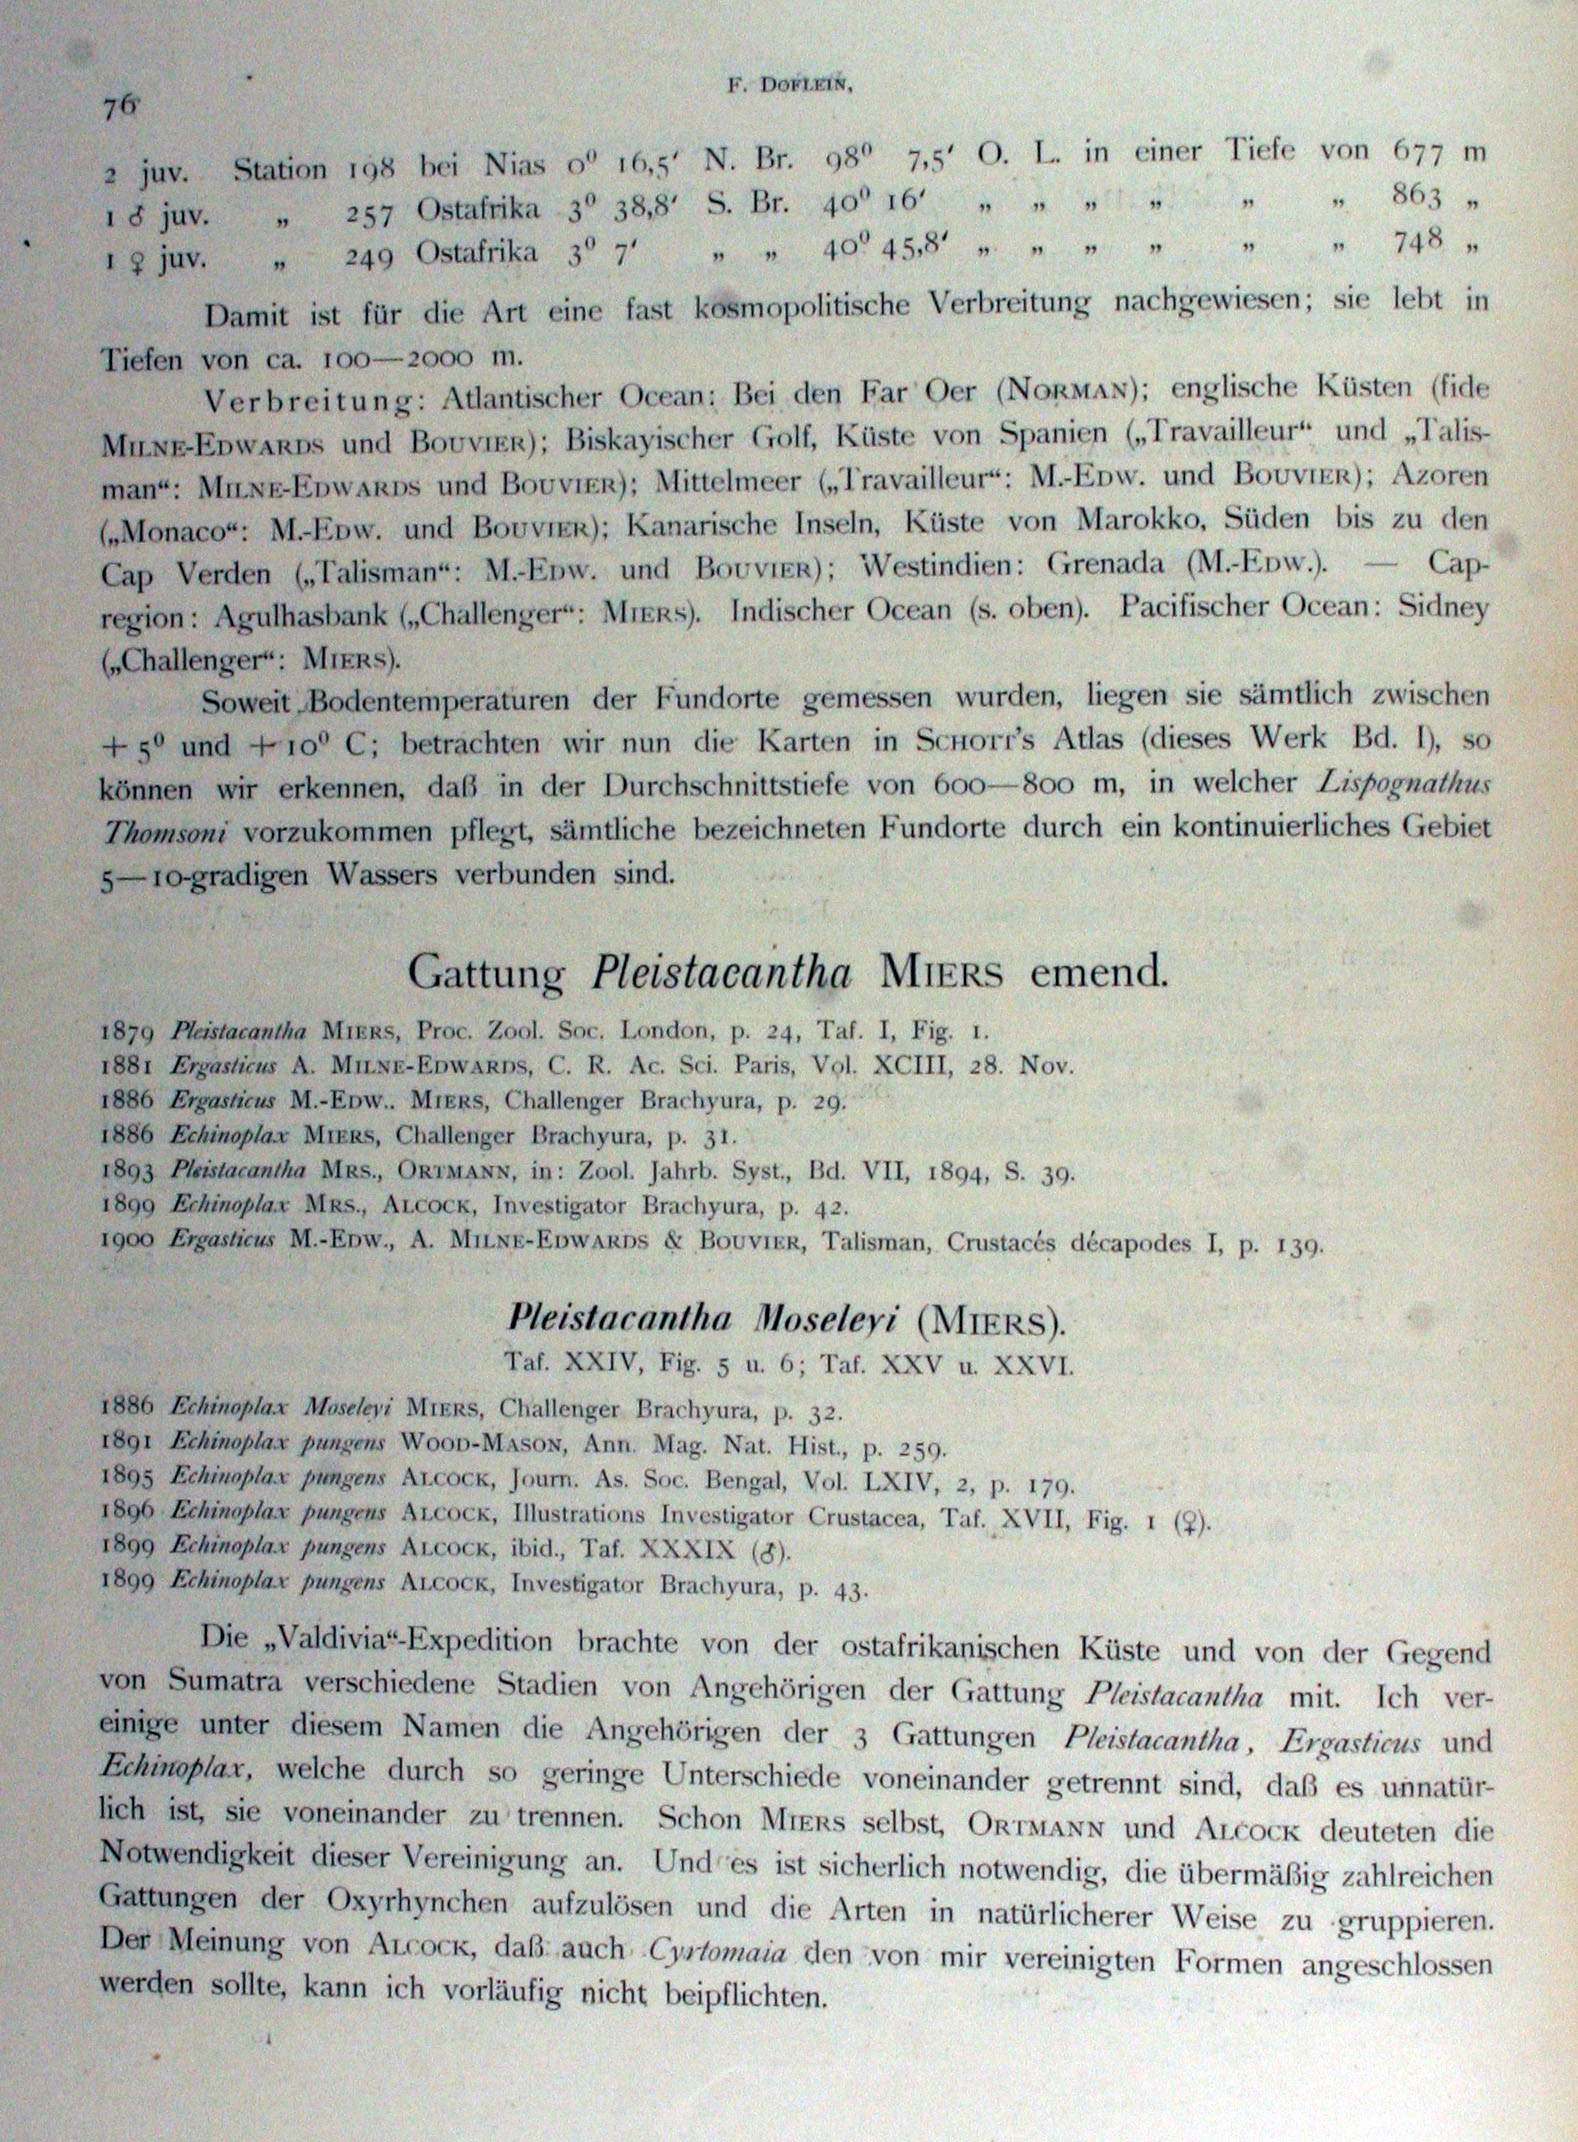 76
F. DOFLEIN,
2 juv. Station 198 bei Nias 0⁰ 16,5' N. Br. 98⁰ 7,5' O. L. in einer Tiefe von 677 m
1 ♂ juv. „ 257 Ostafrika 3⁰ 38,8' S. Br. 40⁰ 16' „ „ „ „ „ „ 863 „
1 ♀ juv. „ 249 Ostafrika 3⁰ 7' „ „ 40⁰ 45,8' „ „ „ „ „ „ 748 „
Damit ist für die Art eine fast kosmopolitische Verbreitung nachgewiesen; sie lebt in
Tiefen von ca. 100—2000 m.
Verbreitung: Atlantischer Ocean: Bei den Far Oer (NORMAN); englische Küsten (fide
MILNE-EDWARDS und BOUVIER); Biskayischer Golf, Küste von Spanien („Travailleur“ und „Talis-
man“: MILNE-EDWARDS und BOUVIER); Mittelmeer („Travailleur“: M.-EDW. und BOUVIER); Azoren
(„Monaco“: M.-EDW. und BOUVIER); Kanarische Inseln, Küste von Marokko, Süden bis zu den
Cap Verden („Talisman“: M.-EDW. und BOUVIER); Westindien: Grenada (M.-EDW.). — Cap-
region: Agulhasbank („Challenger“: MIERS). Indischer Ocean (s. oben). Pacifischer Ocean: Sidney
(„Challenger“: MIERS).
Soweit Bodentemperaturen der Fundorte gemessen wurden, liegen sie sämtlich zwischen
+ 5⁰ und + 10⁰ C; betrachten wir nun die Karten in SCHOTT's Atlas (dieses Werk Bd. I), so
können wir erkennen, daß in der Durchschnittstiefe von 600—800 m, in welcher Lispognathus
Thomsoni vorzukommen pflegt, sämtliche bezeichneten Fundorte durch ein kontinuierliches Gebiet
5—10-gradigen Wassers verbunden sind.
Gattung Pleistacantha MIERS emend.
1879 Pleistacantha MIERS, Proc. Zool. Soc. London, p. 24, Taf. I, Fig. 1.
1881 Ergasticus A. MILNE-EDWARDS, C. R. Ac. Sci. Paris, Vol. XCIII, 28. Nov.
1886 Ergasticus M.-EDW.. MIERS, Challenger Brachyura, p. 29.
1886 Echinoplax MIERS, Challenger Brachyura, p. 31.
1893 Pleistacantha MRS., ORTMANN, in: Zool. Jahrb. Syst., Bd. VII, 1894, S. 39.
1899 Echinoplax MRS., ALCOCK, Investigator Brachyura, p. 42.
1900 Ergasticus M.-EDW., A. MILNE-EDWARDS & BOUVIER, Talisman, Crustacés décapodes I, p. 139.
Pleistacantha Moseleyi (MIERS).
Taf. XXIV, Fig. 5 u. 6; Taf. XXV u. XXVI.
1886 Echinoplax Moseleyi MIERS, Challenger Brachyura, p. 32.
1891 Echinoplax pungens WOOD-MASON, Ann. Mag. Nat. Hist., p. 259.
1895 Echinoplax pungens ALCOCK, Journ. As. Soc. Bengal, Vol. LXIV, 2, p. 179.
1896 Echinoplax pungens ALCOCK, Illustrations Investigator Crustacea, Taf. XVII, Fig. 1 (♀).
1899 Echinoplax pungens ALCOCK, ibid., Taf. XXXIX (♂).
1899 Echinoplax pungens ALCOCK, Investigator Brachyura, p. 43.
Die „Valdivia“-Expedition brachte von der ostafrikanischen Küste und von der Gegend
von Sumatra verschiedene Stadien von Angehörigen der Gattung Pleistacantha mit. Ich ver-
einige unter diesem Namen die Angehörigen der 3 Gattungen Pleistacantha, Ergasticus und
Echinoplax, welche durch so geringe Unterschiede voneinander getrennt sind, daß es unnatür-
lich ist, sie voneinander zu trennen. Schon MIERS selbst, ORTMANN und ALCOCK deuteten die
Notwendigkeit dieser Vereinigung an. Und es ist sicherlich notwendig, die übermäßig zahlreichen
Gattungen der Oxyrhynchen aufzulösen und die Arten in natürlicherer Weise zu gruppieren.
Der Meinung von ALCOCK, daß auch Cyrtomaia den von mir vereinigten Formen angeschlossen
werden sollte, kann ich vorläufig nicht beipflichten.